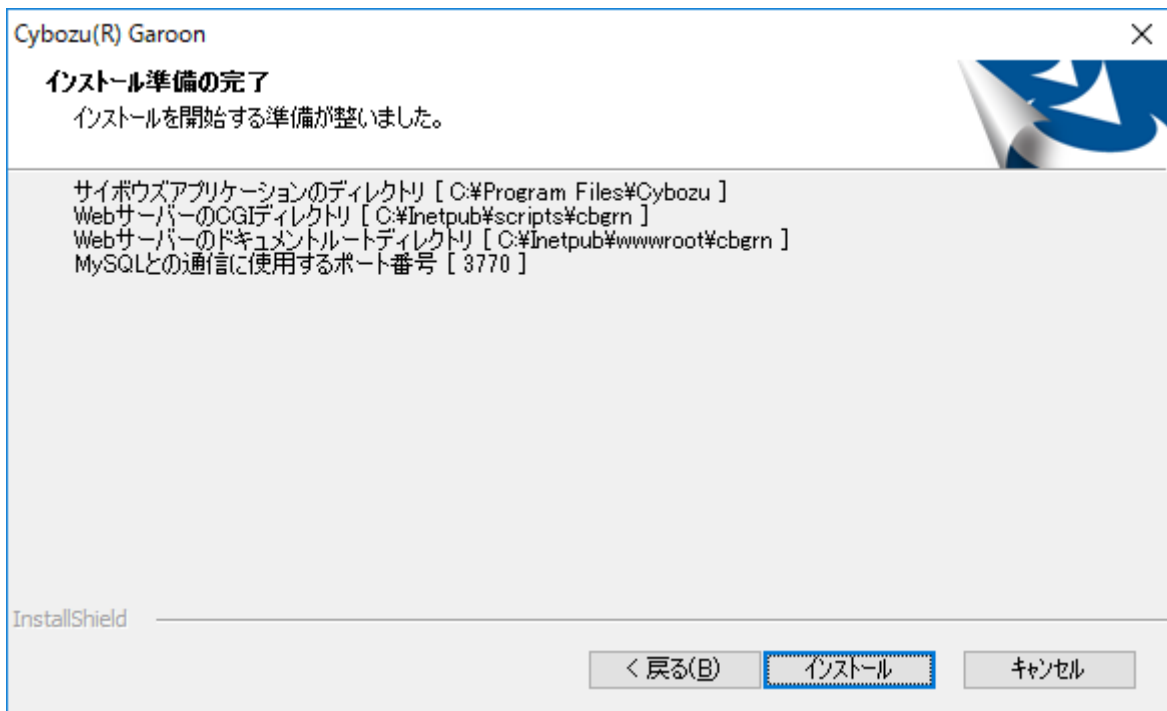 Cybozu(R) Garoon
インストール準備の完了
インストールを開始する準備が整いました。
サイボウズアプリケーションのディレクトリ [ C:¥Program Files¥Cybozu ]
WebサーバーのCGIディレクトリ [ C:¥Inetpub¥scripts¥cbgrn ]
Webサーバーのドキュメントルートディレクトリ [ C:¥Inetpub¥wwwroot¥cbgrn ]
MySQLとの通信に使用するポート番号 [ 3770 ]
InstallShield
< 戻る(B)
インストール
キャンセル